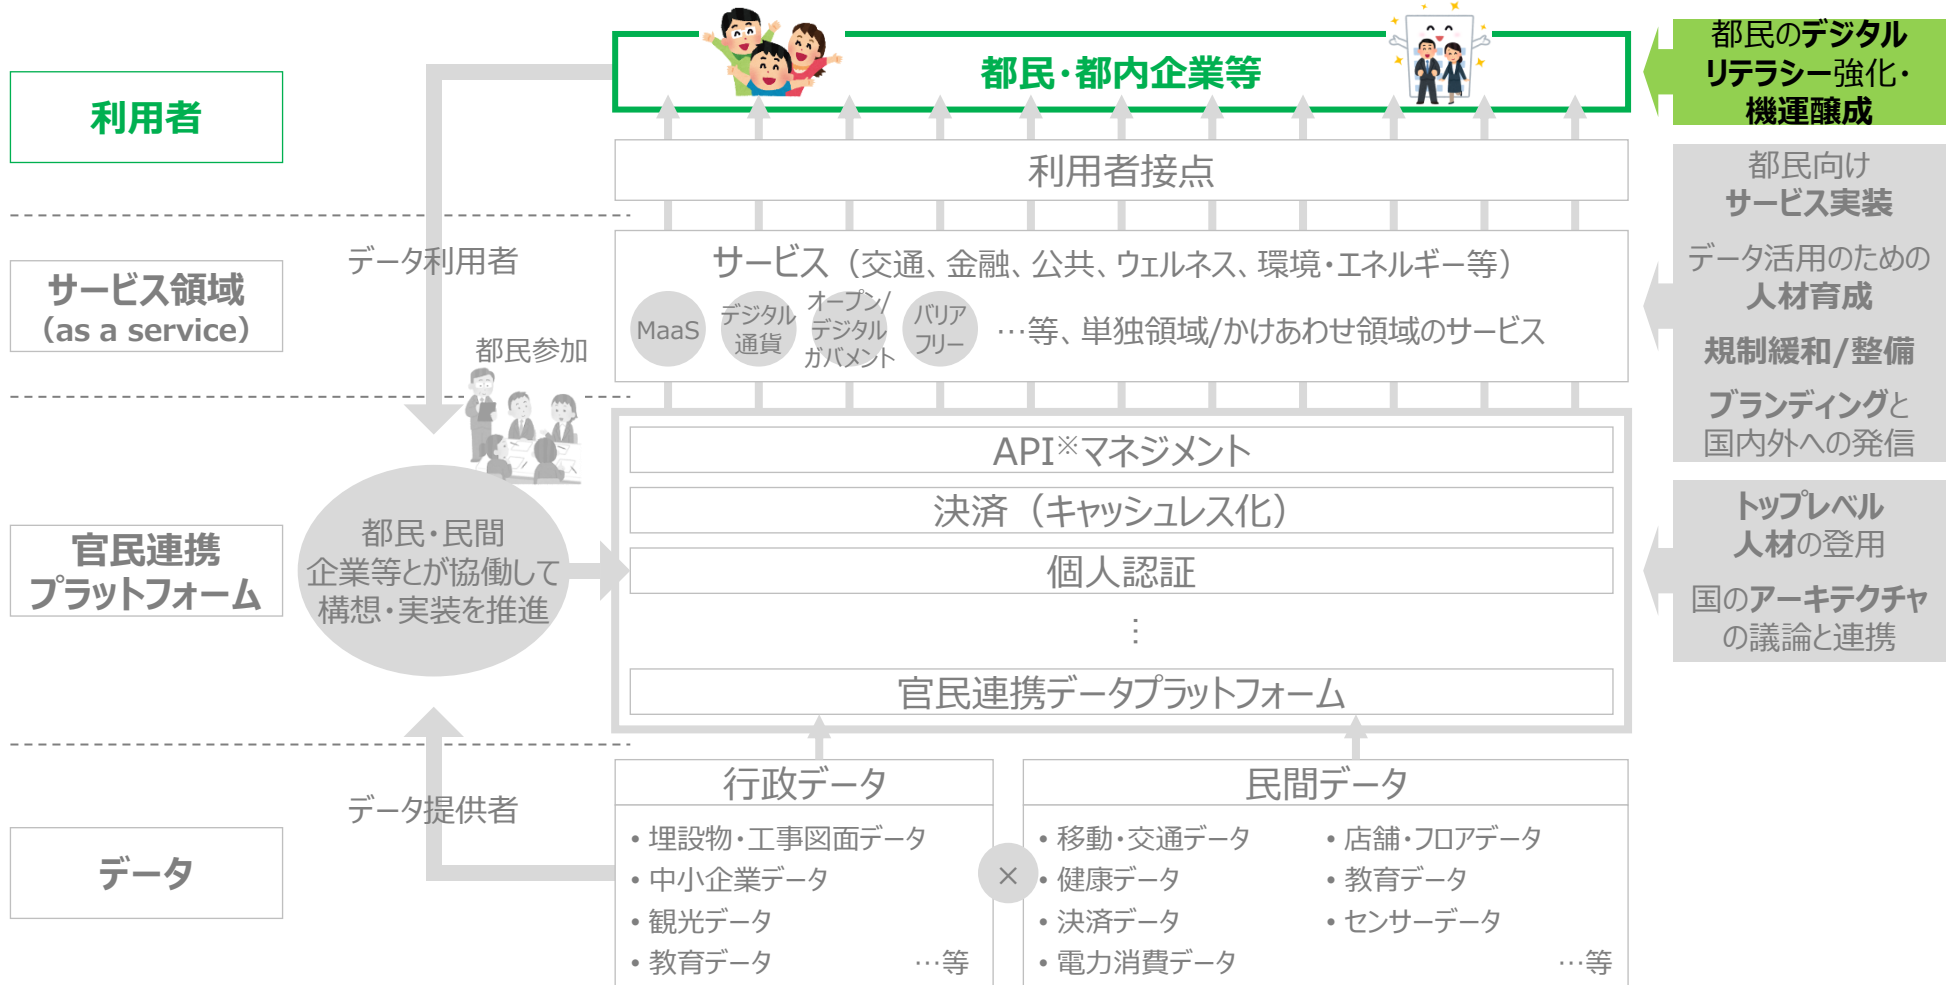 利用者
都民・都内企業等
都民のデジタル
リテラシー強化・
機運醸成
利用者接点
都民向け
サービス実装
データ活用のための
人材育成
規制緩和/整備
ブランディングと
国内外への発信
データ利用者
サービス領域
（as a service）
サービス（交通、金融、公共、ウェルネス、環境・エネルギー等）
MaaS
デジタル
通貨
オープン/
デジタル
ガバメント
バリア
フリー
…等、単独領域/かけあわせ領域のサービス
都民参加
官民連携
プラットフォーム
都民・民間
企業等とが協働して
構想・実装を推進
API※マネジメント
決済（キャッシュレス化）
個人認証
⋮
官民連携データプラットフォーム
トップレベル
人材の登用
国のアーキテクチャ
の議論と連携
データ提供者
データ
行政データ
• 埋設物・工事図面データ
• 中小企業データ
• 観光データ
• 教育データ
…等
×
民間データ
• 移動・交通データ
• 健康データ
• 決済データ
• 電力消費データ
• 店舗・フロアデータ
• 教育データ
• センサーデータ
…等